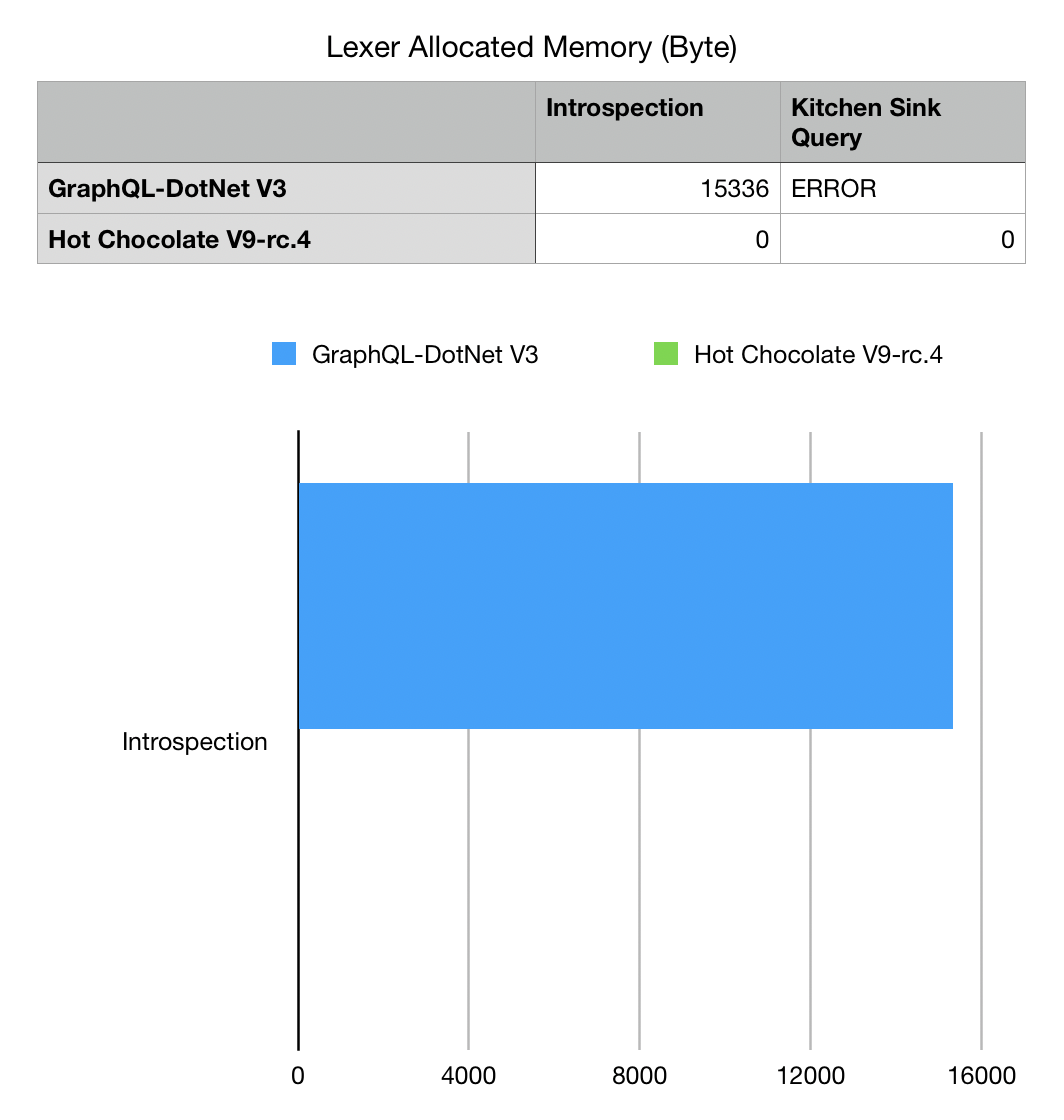 Lexer Allocated Memory (Byte)
Introspection
Kitchen Sink
Query
GraphQL-DotNet V3 15336 ERROR
Hot Chocolate V9-rc.4 0 0
GraphQL-DotNet V3 Hot Chocolate V9-rc.4
Introspection
0 4000 8000 12000 16000